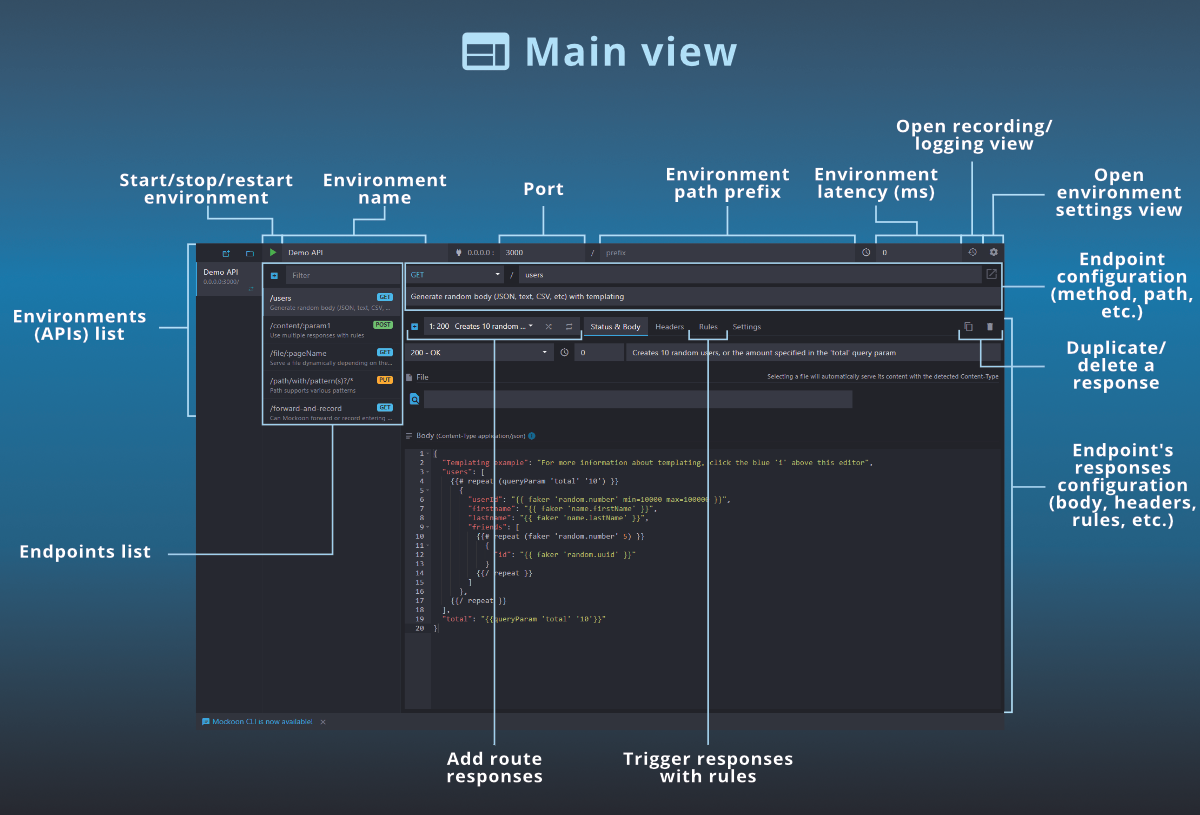 Main view
Open recording/
logging view
Start/stop/restart
environment
Environment
name
Port
Environment
path prefix
Environment
latency (ms)
Open
environment
settings view
Demo API
0.0.0.0 :
3000
/
prefix
0
Demo API
0.0.0.0:3000/
Filter
GET
/
users
Generate random body (JSON, text, CSV, etc) with templating
/users
GET
Generate random body (JSON, text, CSV, ...
/content/:param1
POST
Use multiple responses with rules
/file/:pageName
GET
Serve a file dynamically depending on the...
/path/with/pattern(s)?/*
PUT
Path supports various patterns
/forward-and-record
GET
Can Mockoon forward or record entering ...
1: 200 Creates 10 random ...
Status & Body
Headers
Rules
Settings
200 - OK
0
Creates 10 random users, or the amount specified in the 'total' query param
File
Selecting a file will automatically serve its content with the detected Content-Type
Body (Content-Type application/json)
1 {
2 "Templating example": "For more information about templating, click the blue 'i' above this editor",
3 "users": [
4 {{# repeat (queryParam 'total' '10') }}
5 {
6 "userId": "{{ faker 'random.number' min=10000 max=100000 }}",
7 "firstname": "{{ faker 'name.firstName' }}",
8 "lastname": "{{ faker 'name.lastName' }}",
9 "friends": [
10 {{# repeat (faker 'random.number' 5) }}
11 {
12 "id": "{{ faker 'random.uuid' }}"
13 }
14 {{/ repeat }}
15 ]
16 },
17 {{/ repeat }}
18 ],
19 "total": "{{queryParam 'total' '10'}}"
20 }
Mockoon CLI is now available!
Environments
(APIs) list
Endpoints list
Endpoint
configuration
(method, path,
etc.)
Duplicate/
delete a
response
Endpoint's
responses
configuration
(body, headers,
rules, etc.)
Add route
responses
Trigger responses
with rules